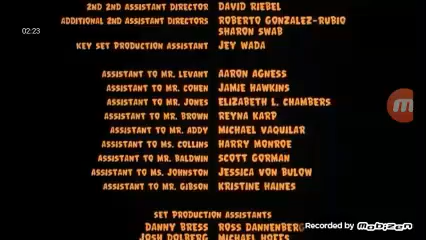 2ND 2ND ASSISTANT DIRECTOR DAVID RIEBEL
ADDITIONAL 2ND ASSISTANT DIRECTORS ROBERTO GONZALEZ-RUBIO
SHARON SWAB
02:23
KEY SET PRODUCTION ASSISTANT JEY WADA
ASSISTANT TO MR. LEVANT AARON AGNESS
ASSISTANT TO MR. COHEN JAMIE HAWKINS
ASSISTANT TO MR. JONES ELIZABETH L. CHAMBERS
ASSISTANT TO MR. BROWN REYNA KARP
ASSISTANT TO MR. ADDY MICHAEL VAQUILAR
ASSISTANT TO MS. COLLINS HARRY MONROE
ASSISTANT TO MR. BALDWIN SCOTT GORMAN
ASSISTANT TO MS. JOHNSTON JESSICA VON BULOW
ASSISTANT TO MR. GIBSON KRISTINE HAINES
SET PRODUCTION ASSISTANTS
DANNY BRESS ROSS DANNENBERG
JOSH DOLBERG MICHAEL HOFFS
Recorded by Mobizen